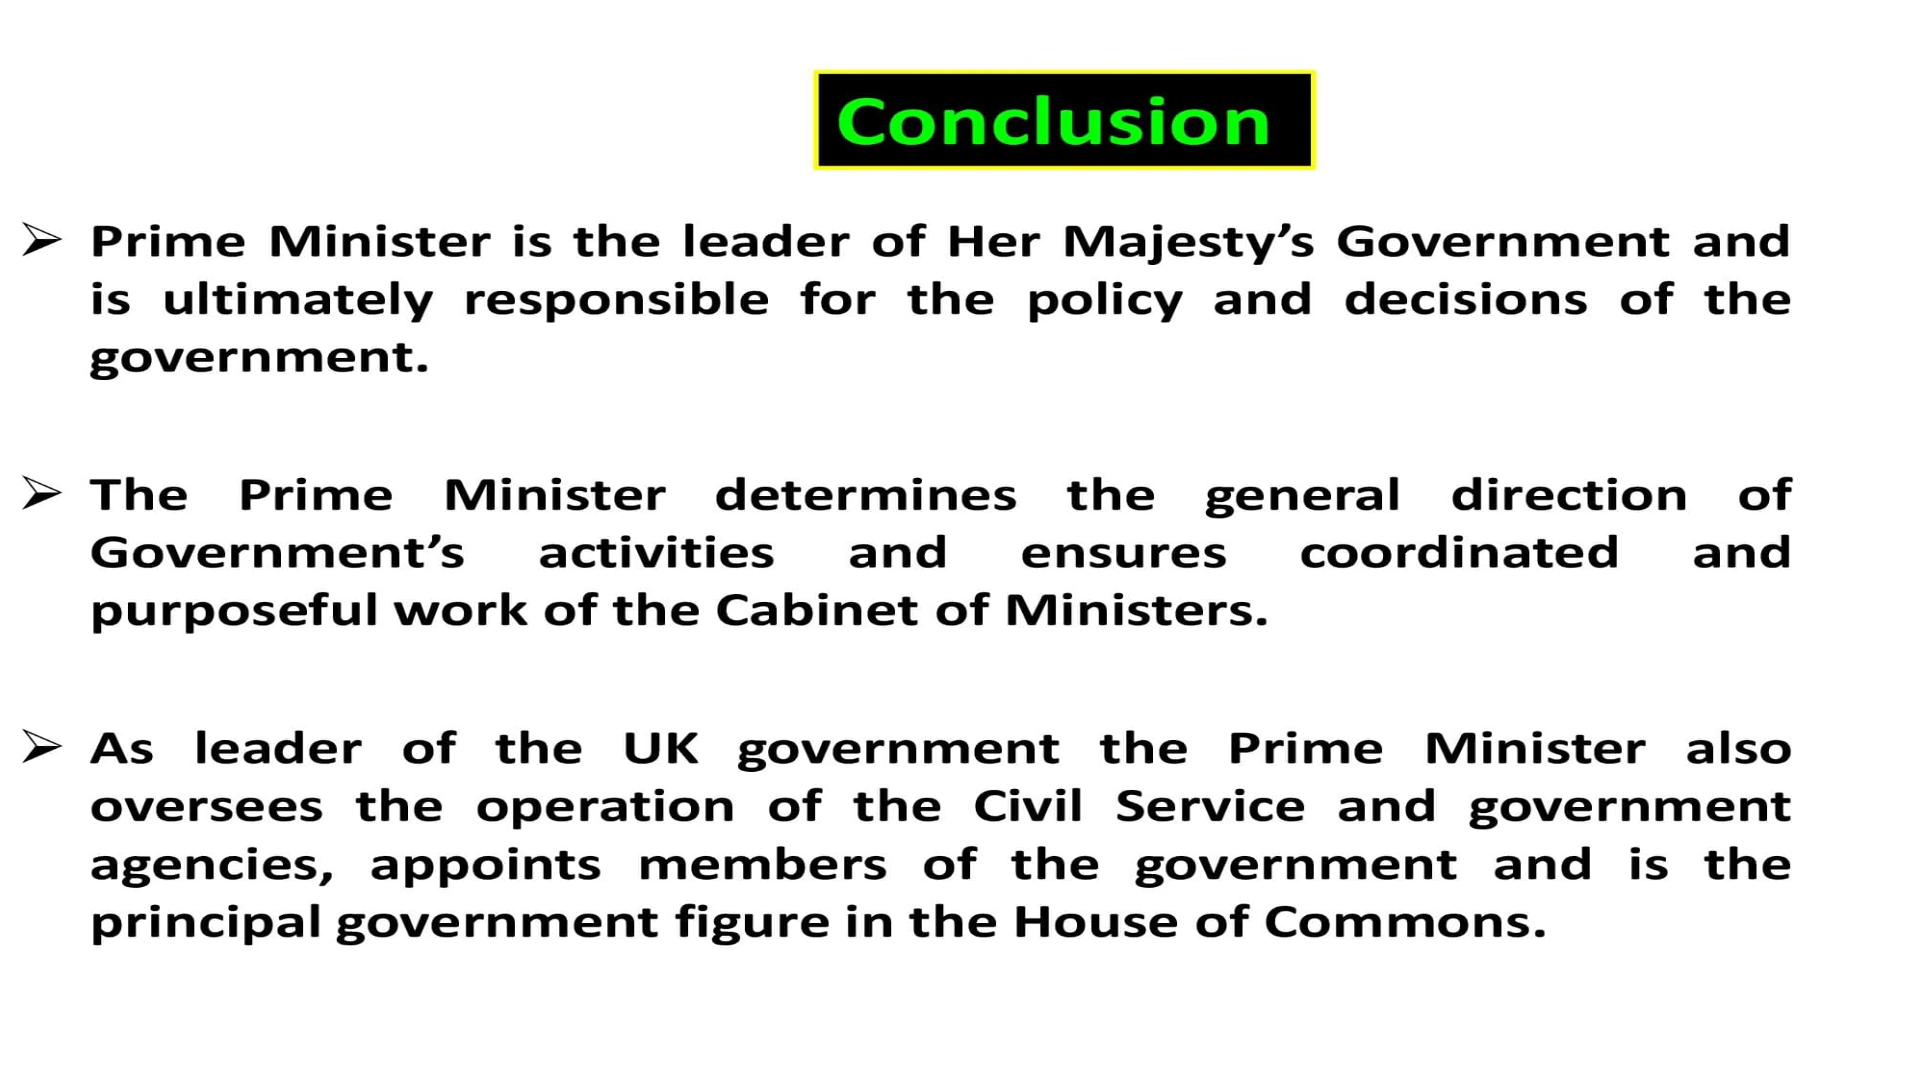 Conclusion
➢ Prime Minister is the leader of Her Majesty’s Government and
is ultimately responsible for the policy and decisions of the
government.
➢ The Prime Minister determines the general direction of
Government’s activities and ensures coordinated and
purposeful work of the Cabinet of Ministers.
➢ As leader of the UK government the Prime Minister also
oversees the operation of the Civil Service and government
agencies, appoints members of the government and is the
principal government figure in the House of Commons.